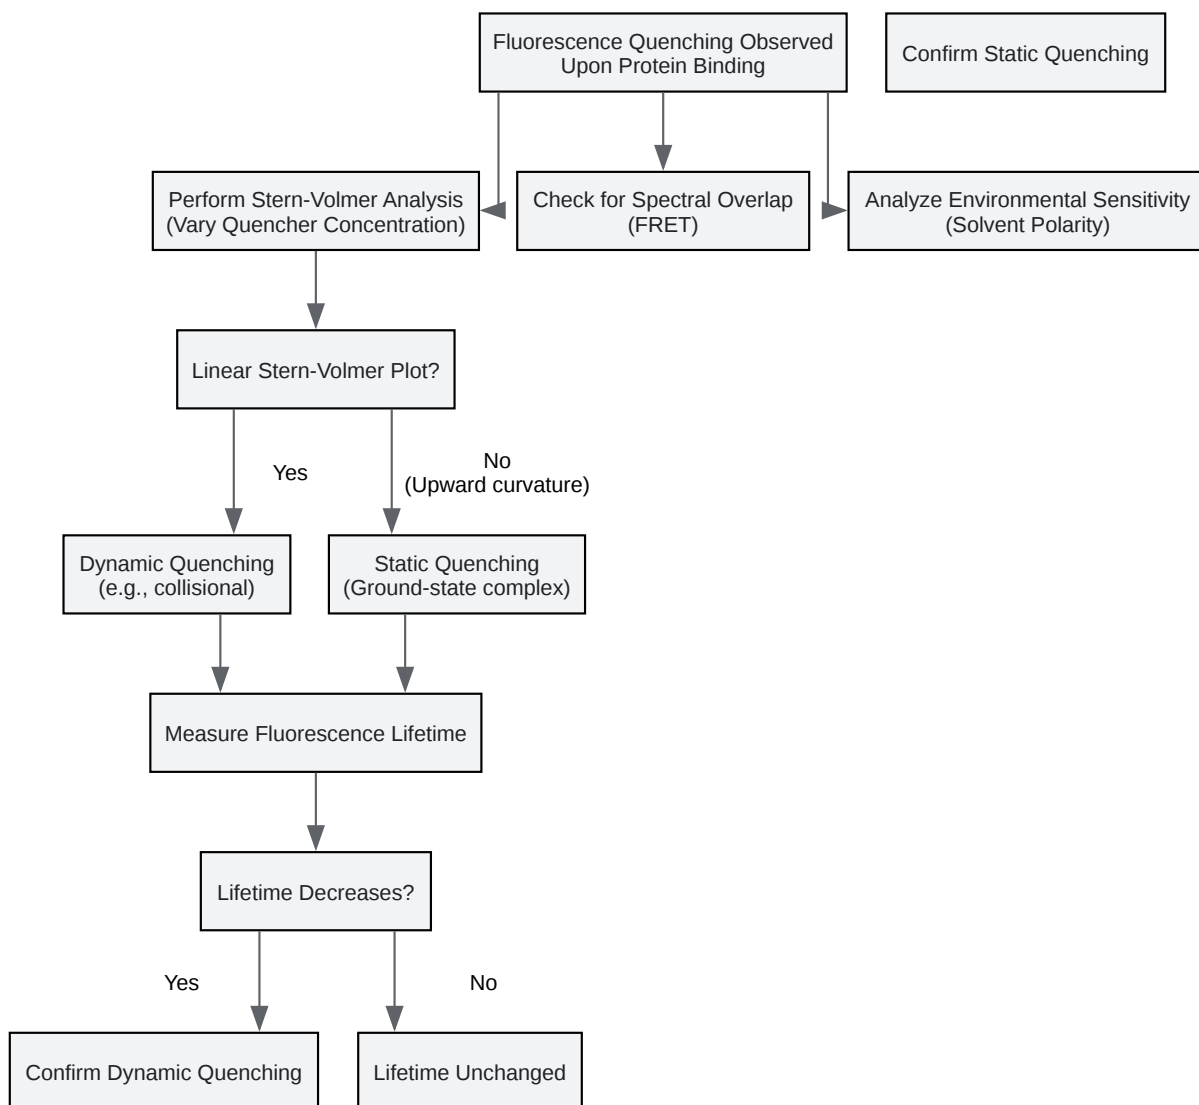 Fluorescence Quenching Observed
Upon Protein Binding
Confirm Static Quenching
Perform Stern-Volmer Analysis
(Vary Quencher Concentration)
Check for Spectral Overlap
(FRET)
Analyze Environmental Sensitivity
(Solvent Polarity)
Linear Stern-Volmer Plot?
Yes
No
(Upward curvature)
Dynamic Quenching
(e.g., collisional)
Static Quenching
(Ground-state complex)
Measure Fluorescence Lifetime
Lifetime Decreases?
Yes
No
Confirm Dynamic Quenching
Lifetime Unchanged